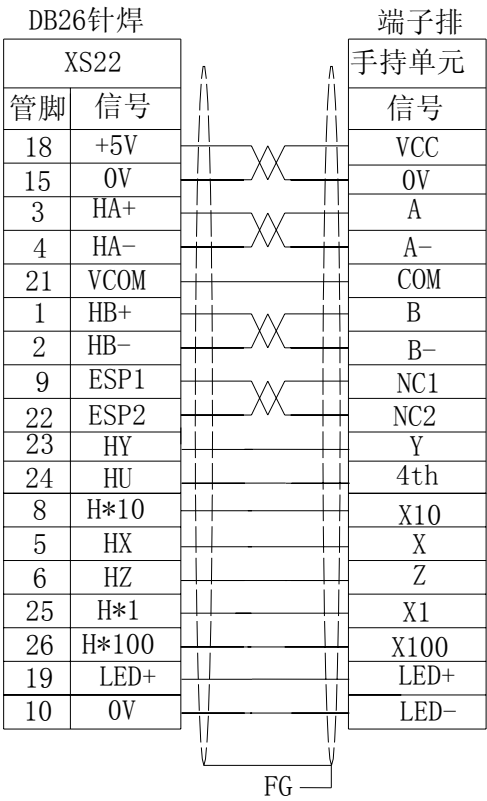 DB26针焊 端子排
XS22 手持单元
管脚 信号 信号
18 +5V VCC
15 0V 0V
3 HA+ A
4 HA- A-
21 VCOM COM
1 HB+ B
2 HB- B-
9 ESP1 NC1
22 ESP2 NC2
23 HY Y
24 HU 4th
8 H*10 X10
5 HX X
6 HZ Z
25 H*1 X1
26 H*100 X100
19 LED+ LED+
10 0V LED-
FG